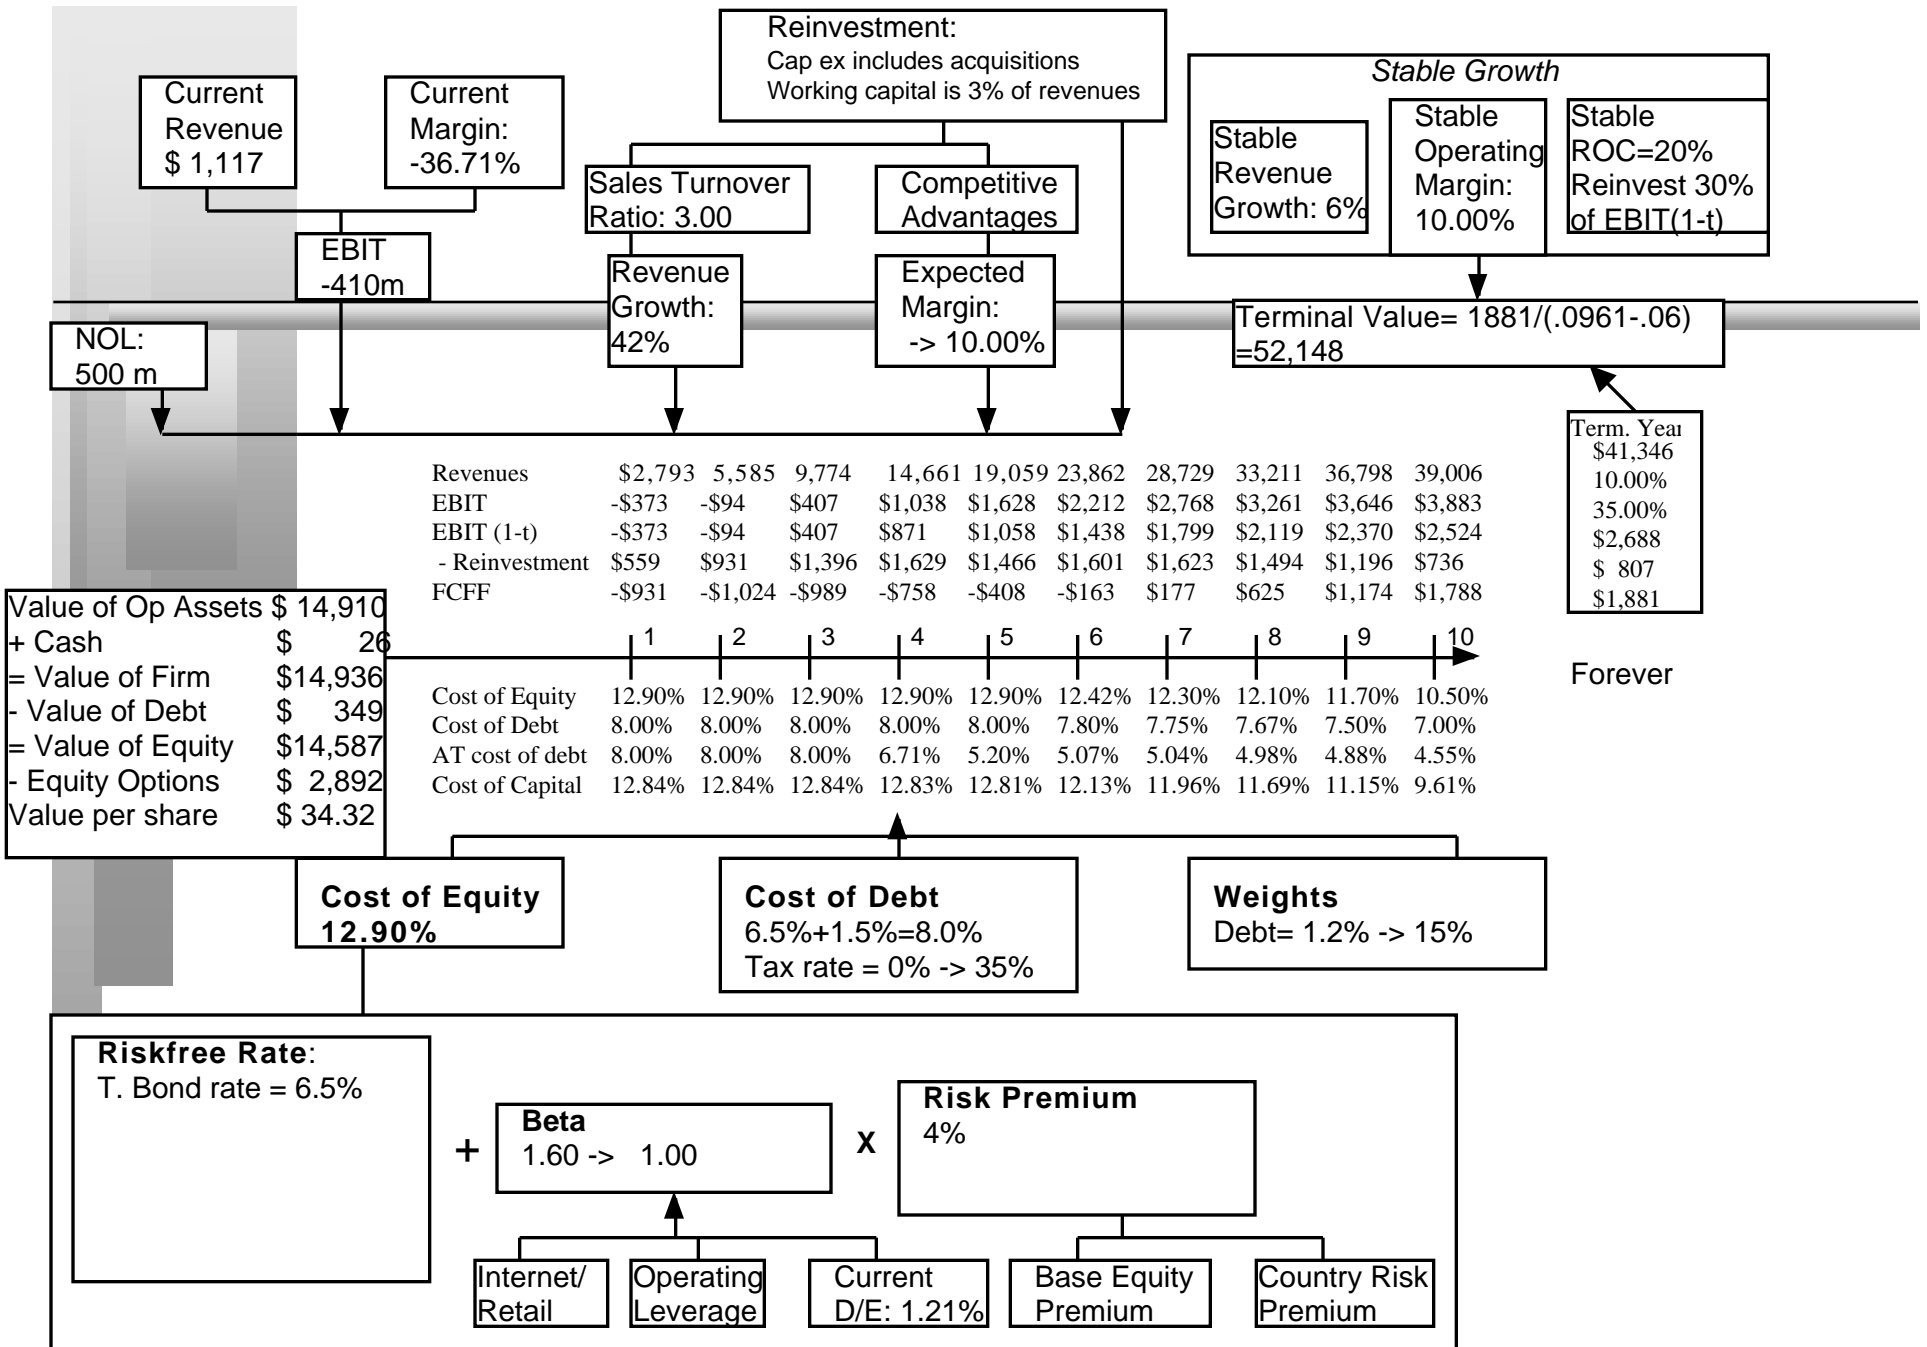 Reinvestment:
Cap ex includes acquisitions
Working capital is 3% of revenues
Stable Growth
Current
Revenue
$ 1,117
Current
Margin:
-36.71%
Stable
Revenue
Growth: 6%
Stable
Operating
Margin:
10.00%
Stable
ROC=20%
Reinvest 30%
of EBIT(1-t)
Sales Turnover
Ratio: 3.00
Competitive
Advantages
EBIT
-410m
Revenue
Growth:
42%
Expected
Margin:
-> 10.00%
NOL:
500 m
Terminal Value= 1881/(.0961-.06)
=52,148
Term. Year
$41,346
10.00%
35.00%
$2,688
$ 807
$1,881
Revenues $2,793 5,585 9,774 14,661 19,059 23,862 28,729 33,211 36,798 39,006
EBIT -$373 -$94 $407 $1,038 $1,628 $2,212 $2,768 $3,261 $3,646 $3,883
EBIT (1-t) -$373 -$94 $407 $871 $1,058 $1,438 $1,799 $2,119 $2,370 $2,524
- Reinvestment $559 $931 $1,396 $1,629 $1,466 $1,601 $1,623 $1,494 $1,196 $736
FCFF -$931 -$1,024 -$989 -$758 -$408 -$163 $177 $625 $1,174 $1,788
1 2 3 4 5 6 7 8 9 10
Forever
Value of Op Assets $ 14,910
+ Cash $ 26
= Value of Firm $14,936
- Value of Debt $ 349
= Value of Equity $14,587
- Equity Options $ 2,892
Value per share $ 34.32
Cost of Equity 12.90% 12.90% 12.90% 12.90% 12.90% 12.42% 12.30% 12.10% 11.70% 10.50%
Cost of Debt 8.00% 8.00% 8.00% 8.00% 8.00% 7.80% 7.75% 7.67% 7.50% 7.00%
AT cost of debt 8.00% 8.00% 8.00% 6.71% 5.20% 5.07% 5.04% 4.98% 4.88% 4.55%
Cost of Capital 12.84% 12.84% 12.84% 12.83% 12.81% 12.13% 11.96% 11.69% 11.15% 9.61%
Cost of Equity
12.90%
Cost of Debt
6.5%+1.5%=8.0%
Tax rate = 0% -> 35%
Weights
Debt= 1.2% -> 15%
Riskfree Rate:
T. Bond rate = 6.5%
+
Beta
1.60 -> 1.00
X
Risk Premium
4%
Internet/
Retail
Operating
Leverage
Current
D/E: 1.21%
Base Equity
Premium
Country Risk
Premium